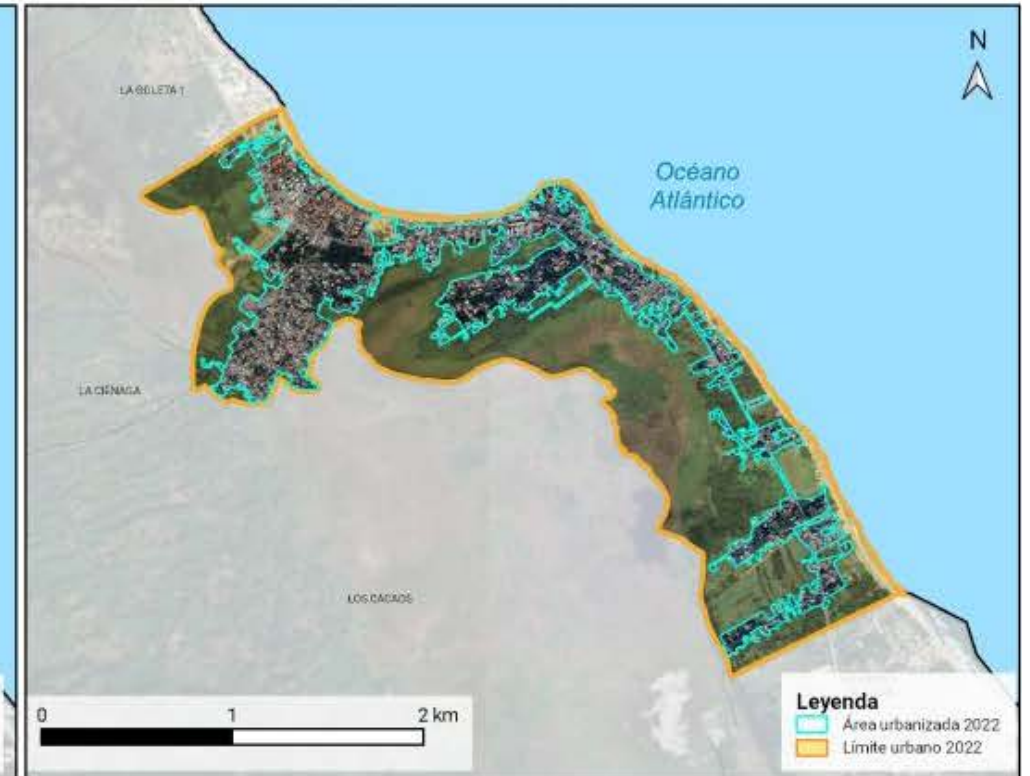 N
LA GOLETA 1
Océano
Atlántico
LA CIÉNAGA
LOS CACAOS
0 1 2 km
Leyenda
Área urbanizada 2022
Límite urbano 2022